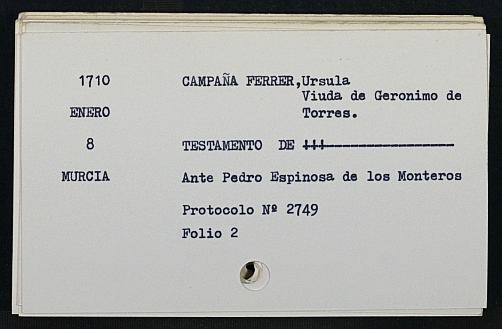 1710 CAMPAÑA FERRER,Ursula
Viuda de Geronimo de
ENERO Torres.
8 TESTAMENTO DE
MURCIA Ante Pedro Espinosa de los Monteros
Protocolo Nº 2749
Folio 2